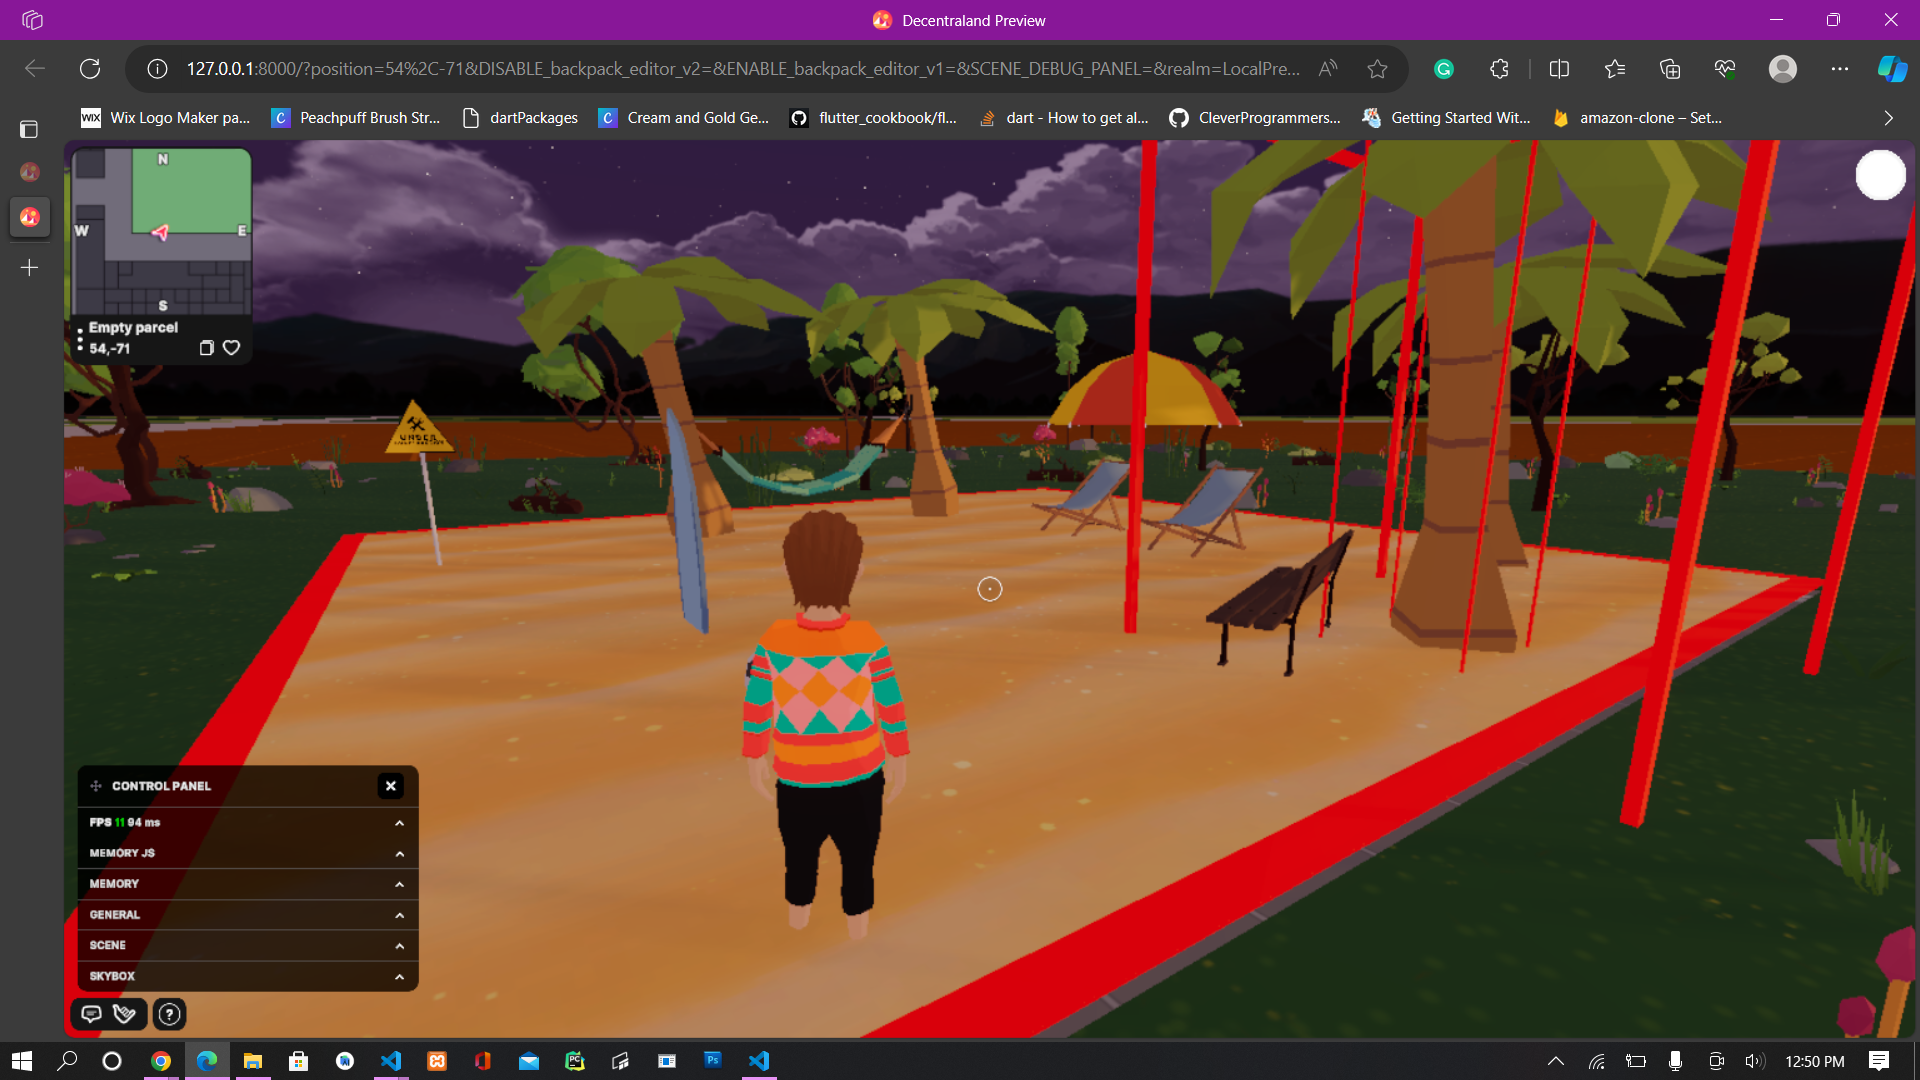 Decentraland Preview
127.0.0.1:8000/?position=54%2C-71&DISABLE_backpack_editor_v2=&ENABLE_backpack_editor_v1=&SCENE_DEBUG_PANEL=&realm=LocalPre...
WIX Wix Logo Maker pa... C Peachpuff Brush Str... dartPackages C Cream and Gold Ge... flutter_cookbook/fl... dart - How to get al... CleverProgrammers... Getting Started Wit... amazon-clone – Set...
N
W E
S
Empty parcel
54,-71
UNDER
CONTROL PANEL
FPS 11 94 ms
MEMORY JS
MEMORY
GENERAL
SCENE
SKYBOX
?
12:50 PM